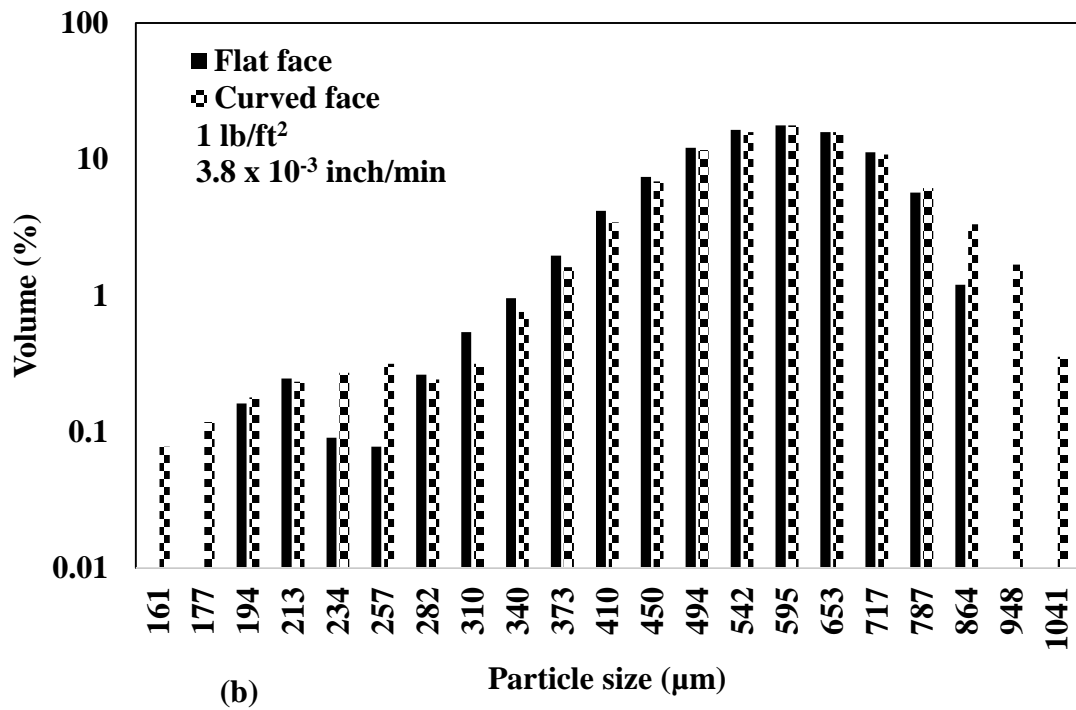 100
10
1
0.1
0.01
Volume (%)
Flat face
Curved face
1 lb/ft²
3.8 x 10⁻³ inch/min
161 177 194 213 234 257 282 310 340 373 410 450 494 542 595 653 717 787 864 948 1041
Particle size (μm)
(b)